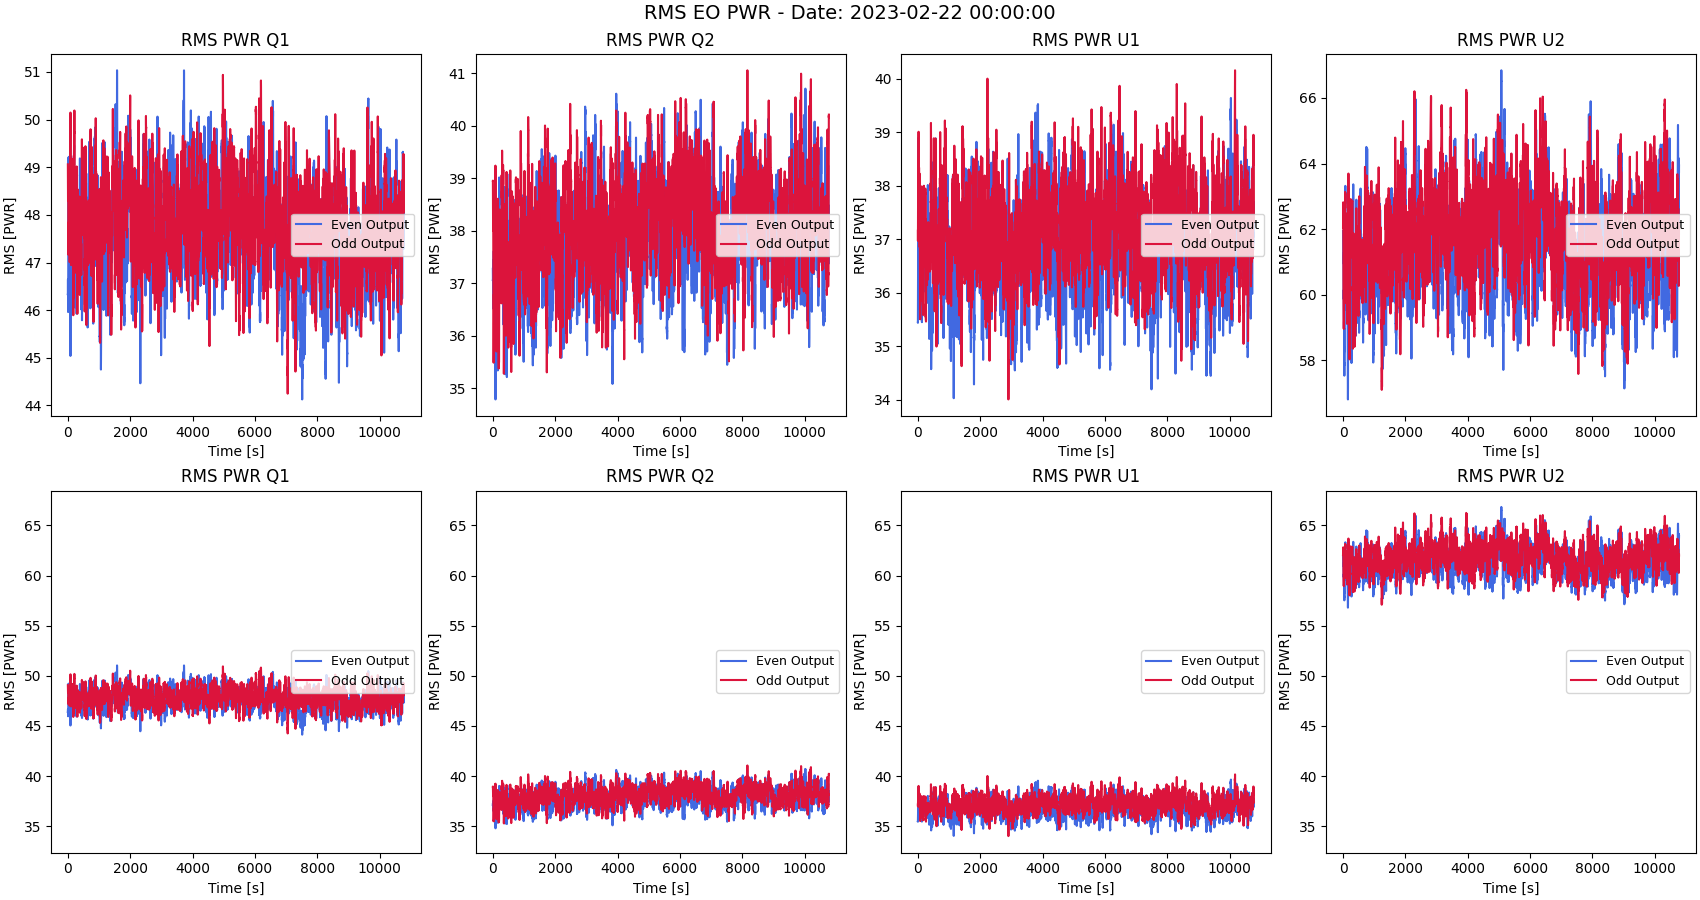 RMS EO PWR - Date: 2023-02-22 00:00:00
RMS PWR Q1
RMS [PWR]
51
50
49
48
47
46
45
44
Even Output
Odd Output
0 2000 4000 6000 8000 10000
Time [s]
RMS PWR Q2
RMS [PWR]
41
40
39
38
37
36
35
Even Output
Odd Output
0 2000 4000 6000 8000 10000
Time [s]
RMS PWR U1
RMS [PWR]
40
39
38
37
36
35
34
Even Output
Odd Output
0 2000 4000 6000 8000 10000
Time [s]
RMS PWR U2
RMS [PWR]
66
64
62
60
58
Even Output
Odd Output
0 2000 4000 6000 8000 10000
Time [s]
RMS PWR Q1
RMS [PWR]
65
60
55
50
45
40
35
Even Output
Odd Output
0 2000 4000 6000 8000 10000
Time [s]
RMS PWR Q2
RMS [PWR]
65
60
55
50
45
40
35
Even Output
Odd Output
0 2000 4000 6000 8000 10000
Time [s]
RMS PWR U1
RMS [PWR]
65
60
55
50
45
40
35
Even Output
Odd Output
0 2000 4000 6000 8000 10000
Time [s]
RMS PWR U2
RMS [PWR]
65
60
55
50
45
40
35
Even Output
Odd Output
0 2000 4000 6000 8000 10000
Time [s]